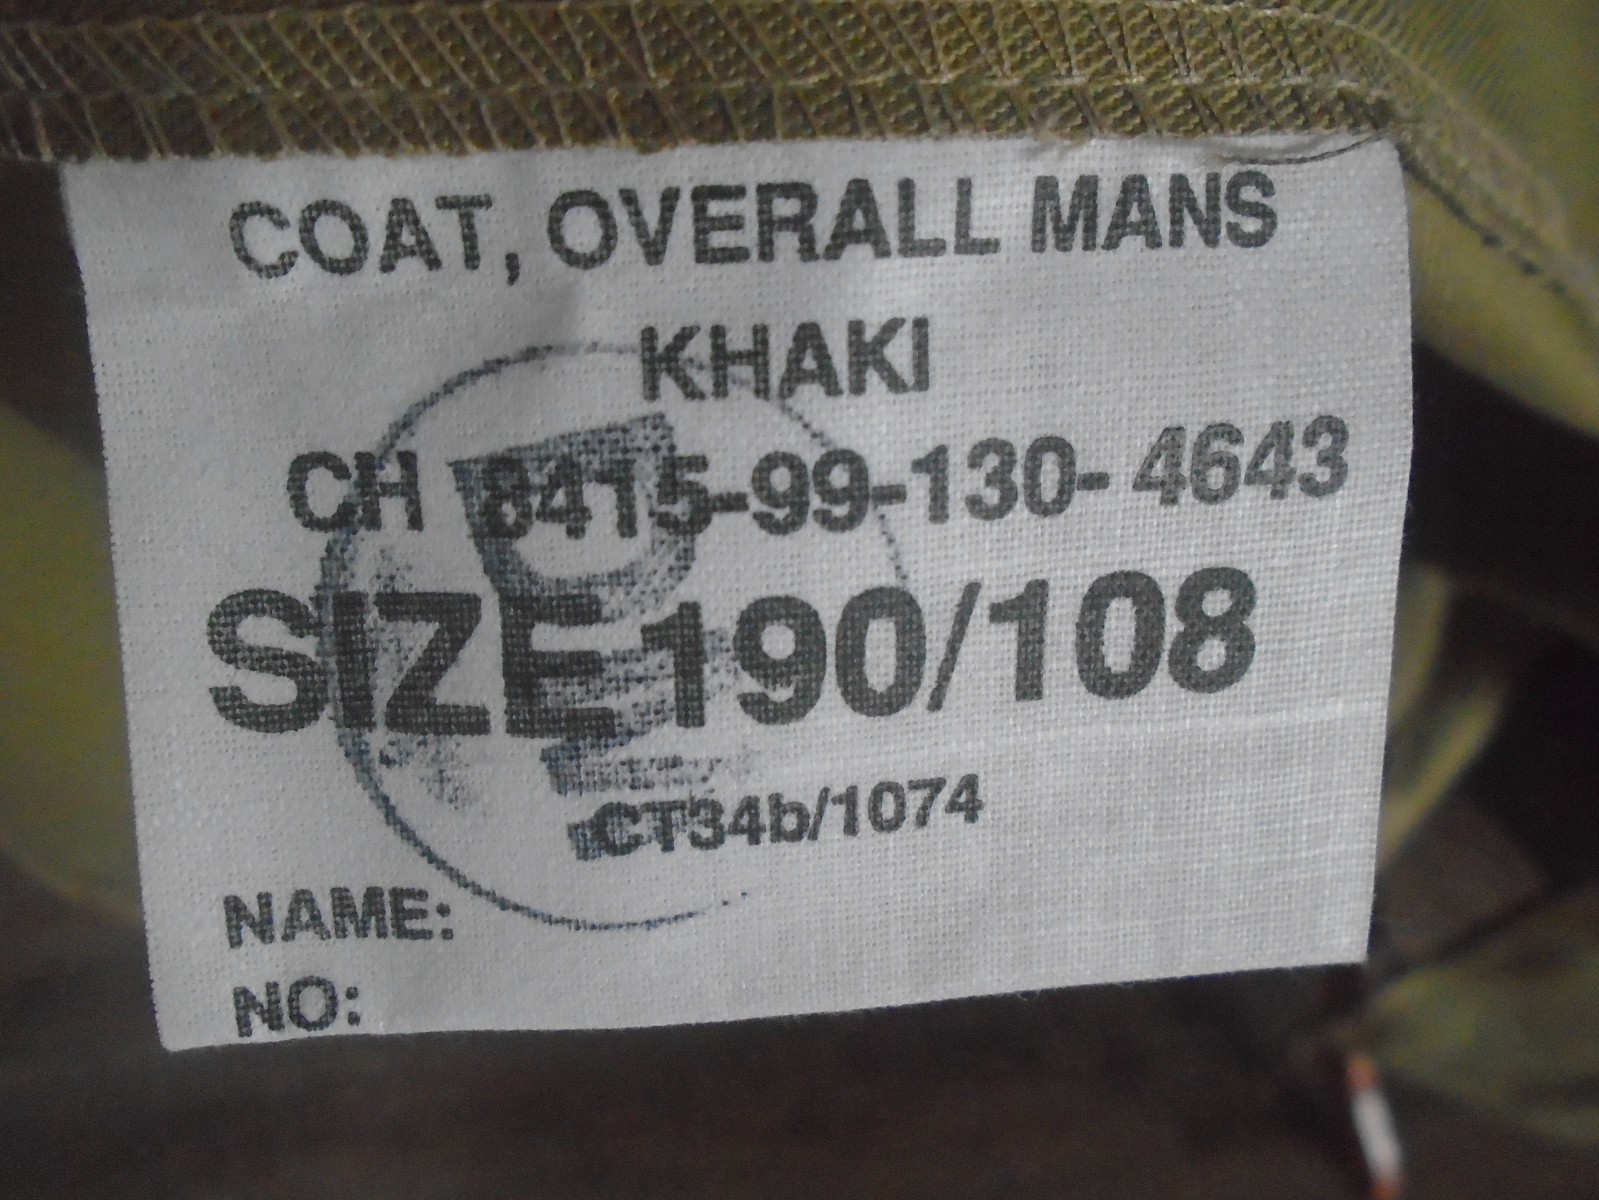 COAT, OVERALL MANS
KHAKI
CH 8415-99-130-4643
SIZE 190/108
CT34b/1074
NAME:
NO: